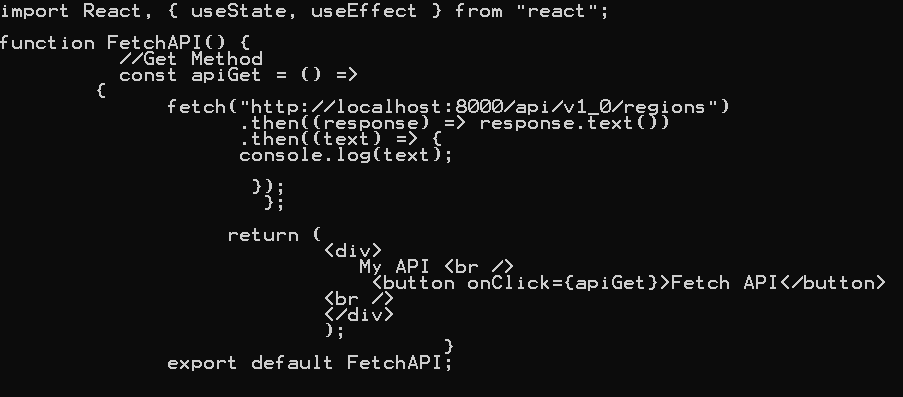 import React, { useState, useEffect } from "react";
function FetchAPI() {
//Get Method
const apiGet = () =>
{
fetch("http://localhost:8000/api/v1_0/regions")
.then((response) => response.text())
.then((text) => {
console.log(text);
});
};
return (
<div>
My API <br />
<button onClick={apiGet}>Fetch API</button>
<br />
</div>
);
}
export default FetchAPI;